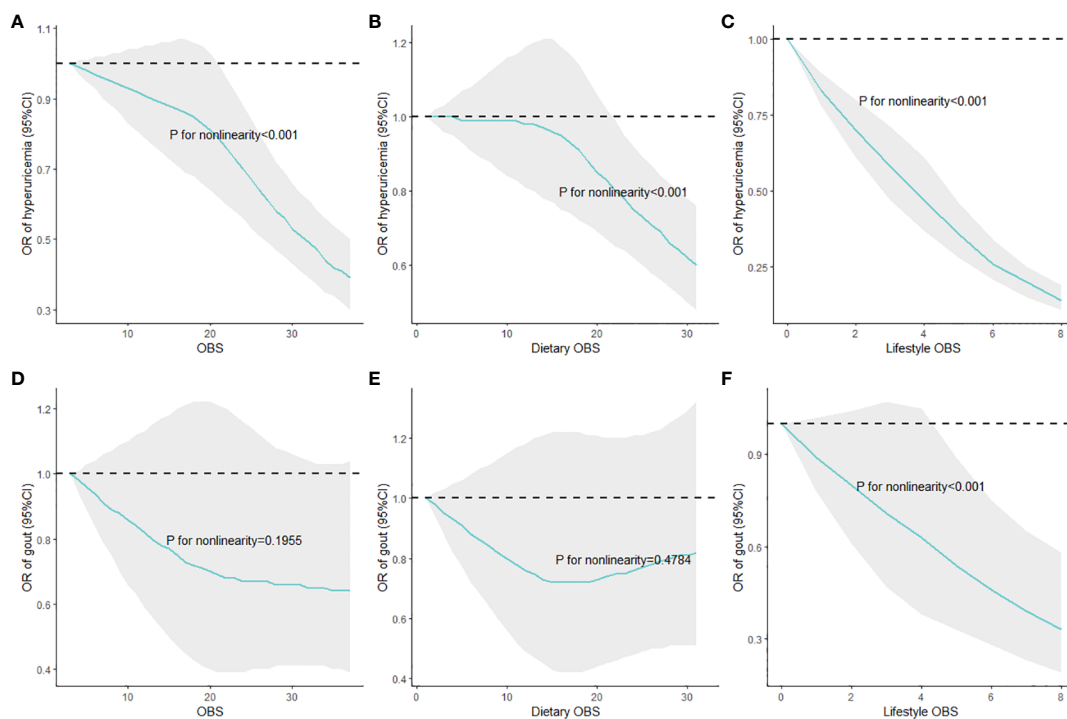 A
OR of hyperuricemia (95%CI)
1.1
0.9
0.7
0.5
0.3
P for nonlinearity<0.001
10
20
30
OBS
B
OR of hyperuricemia (95%CI)
1.2
1.0
0.8
0.6
P for nonlinearity<0.001
0
10
20
30
Dietary OBS
C
OR of hyperuricemia (95%CI)
1.00
0.75
0.50
0.25
P for nonlinearity<0.001
0
2
4
6
8
Lifestyle OBS
D
OR of gout (95%CI)
1.2
1.0
0.8
0.6
0.4
P for nonlinearity=0.1955
10
20
30
OBS
E
OR of gout (95%CI)
1.2
1.0
0.8
0.6
0.4
P for nonlinearity=0.4784
0
10
20
30
Dietary OBS
F
OR of gout (95%CI)
0.9
0.6
0.3
P for nonlinearity<0.001
0
2
4
6
8
Lifestyle OBS